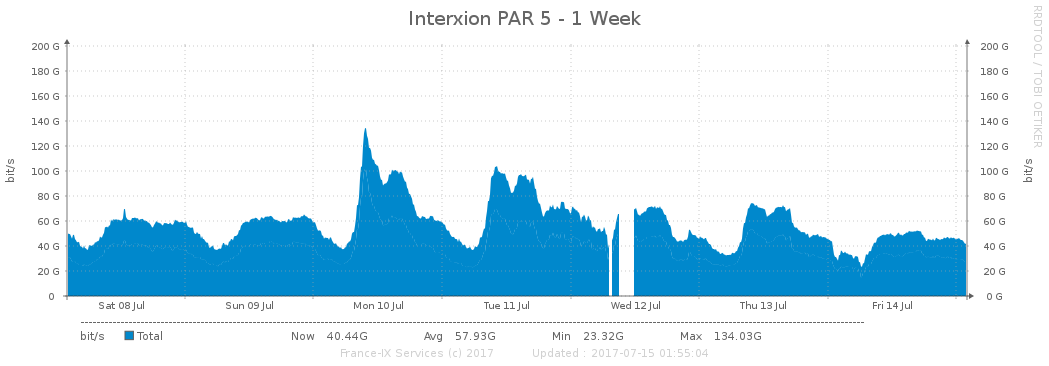 Interxion PAR 5 - 1 Week
RRDTOOL / TOBI OETIKER
bit/s
200 G 200 G
180 G 180 G
160 G 160 G
140 G 140 G
120 G 120 G
100 G 100 G
80 G 80 G
60 G 60 G
40 G 40 G
20 G 20 G
0 0 G
bit/s
Sat 08 Jul Sun 09 Jul Mon 10 Jul Tue 11 Jul Wed 12 Jul Thu 13 Jul Fri 14 Jul
bit/s Total Now 40.44G Avg 57.93G Min 23.32G Max 134.03G
France-IX Services (c) 2017 Updated : 2017-07-15 01:55:04